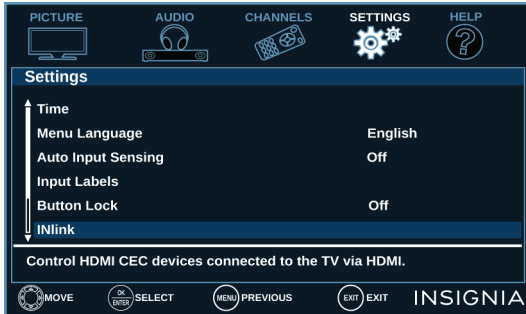 PICTURE AUDIO CHANNELS SETTINGS HELP
Settings
Time
Menu Language English
Auto Input Sensing Off
Input Labels
Button Lock Off
INlink
Control HDMI CEC devices connected to the TV via HDMI.
MOVE OK ENTER SELECT MENU PREVIOUS EXIT EXIT INSIGNIA